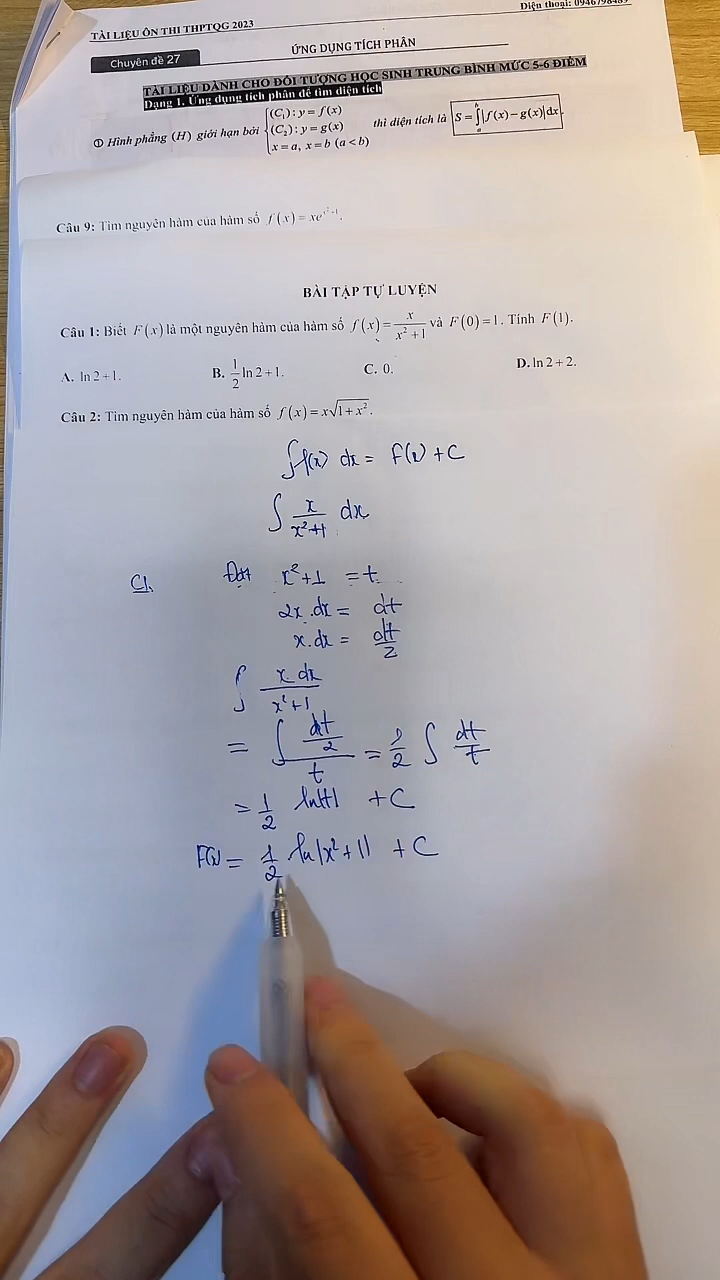 Điện thoại: 0946798489
TÀI LIỆU ÔN THI THPTQG 2023
Chuyên đề 27
ỨNG DỤNG TÍCH PHÂN
TÀI LIỆU DÀNH CHO ĐỐI TƯỢNG HỌC SINH TRUNG BÌNH MỨC 5-6 ĐIỂM
Dạng 1. Ứng dụng tích phân để tìm diện tích
① Hình phẳng (H) giới hạn bởi { (C₁): y = f(x) ; (C₂): y = g(x) ; x = a, x = b (a < b) thì diện tích là S = ∫ₐᵇ |f(x) − g(x)| dx.
Câu 9: Tìm nguyên hàm của hàm số f(x) = xe^(x²+1).
BÀI TẬP TỰ LUYỆN
Câu 1: Biết F(x) là một nguyên hàm của hàm số f(x) = x/(x²+1) và F(0) = 1. Tính F(1).
A. ln 2 + 1. B. 1/2 ln 2 + 1. C. 0. D. ln 2 + 2.
Câu 2: Tìm nguyên hàm của hàm số f(x) = x√(1+x²).
∫f(x) dx = F(x) + C
∫ x/(x²+1) dx
C1. Đặt x²+1 = t
2x.dx = dt
x.dx = dt/2
∫ x.dx/(x²+1)
= ∫ (dt/2)/t = 1/2 ∫ dt/t
= 1/2 ln|t| + C
F(x) = 1/2 ln|x²+1| + C